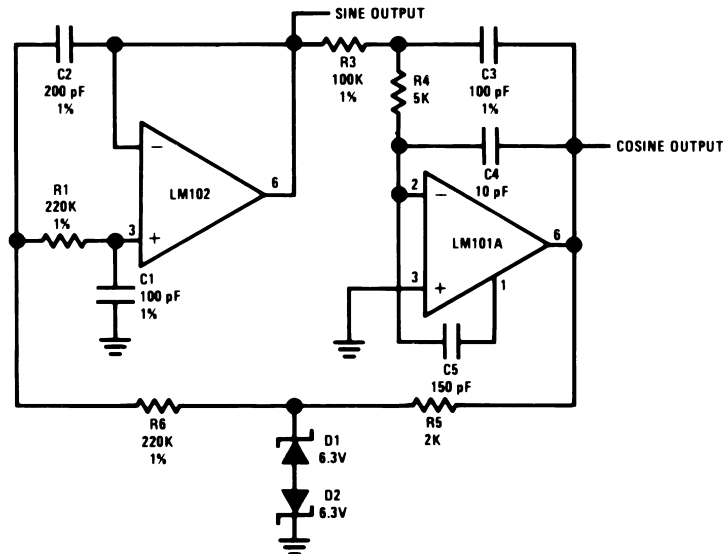 SINE OUTPUT
C2
200 pF
1%
R3
100K
1%
R4
5K
C3
100 pF
1%
COSINE OUTPUT
C4
10 pF
−
LM102
6
R1
220K
1%
3
+
2
−
LM101A
6
C1
100 pF
1%
3
+
1
C5
150 pF
R6
220K
1%
R5
2K
D1
6.3V
D2
6.3V